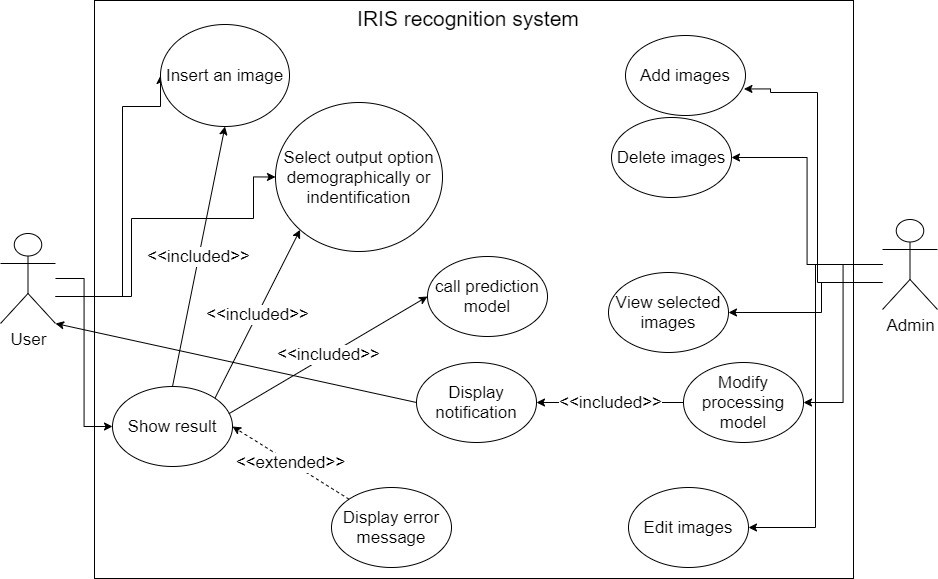 IRIS recognition system
Insert an image
Add images
Select output option
demographically or
indentification
Delete images
<<included>>
<<included>>
call prediction
model
<<included>>
View selected
images
User
Admin
Show result
Display
notification
<<included>>
Modify
processing
model
<<extended>>
Display error
message
Edit images